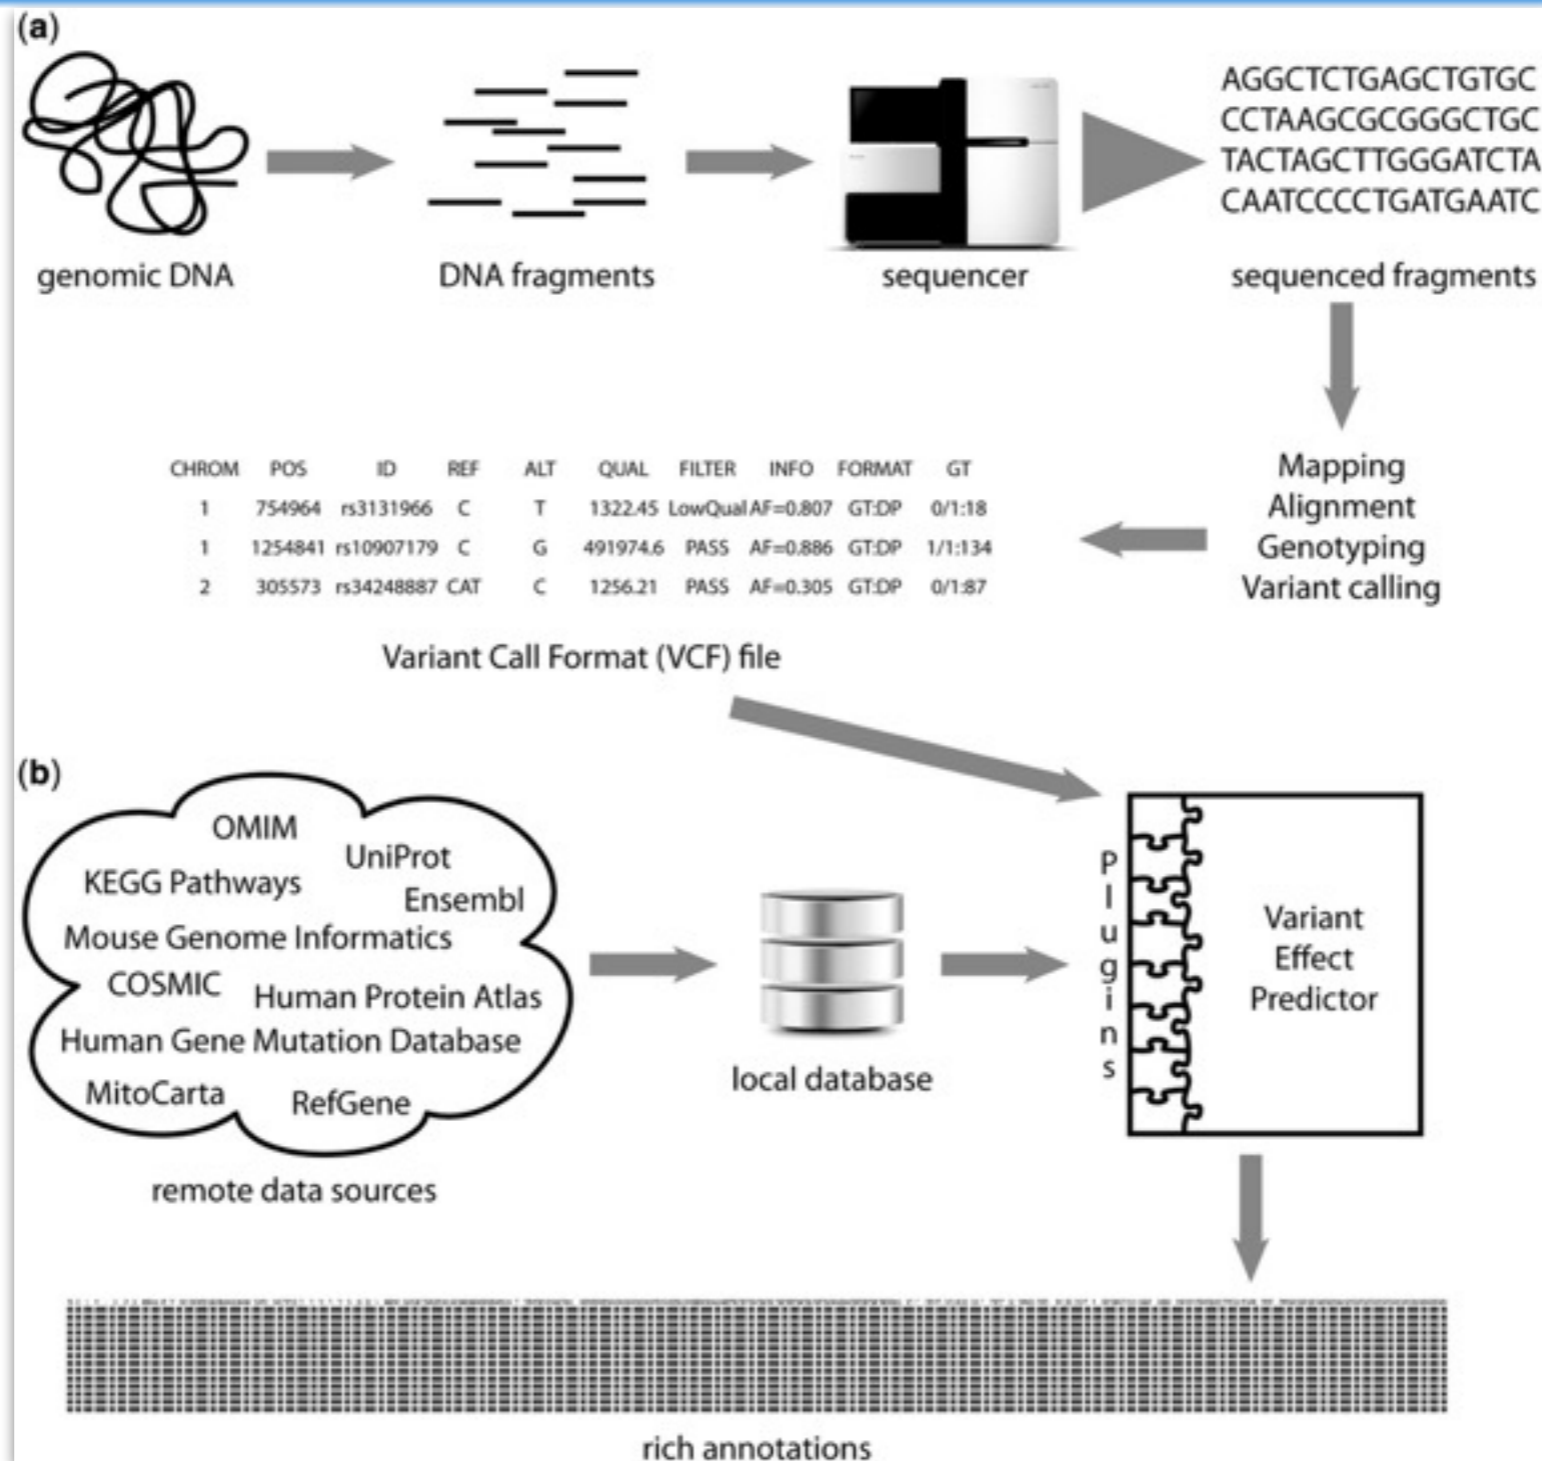 (a)
AGGCTCTGAGCTGTGC
CCTAAGCGCGGGCTGC
TACTAGCTTGGGATCTA
CAATCCCCTGATGAATC
genomic DNA
DNA fragments
sequencer
sequenced fragments
Mapping
Alignment
Genotyping
Variant calling
CHROM POS ID REF ALT QUAL FILTER INFO FORMAT GT
1 754964 rs3131966 C T 1322.45 LowQual AF=0.807 GT:DP 0/1:18
1 1254841 rs10907179 C G 491974.6 PASS AF=0.886 GT:DP 1/1:134
2 305573 rs34248887 CAT C 1256.21 PASS AF=0.305 GT:DP 0/1:87
Variant Call Format (VCF) file
(b)
OMIM
UniProt
KEGG Pathways
Ensembl
Mouse Genome Informatics
COSMIC
Human Protein Atlas
Human Gene Mutation Database
MitoCarta
RefGene
remote data sources
local database
Plugins
Variant
Effect
Predictor
rich annotations